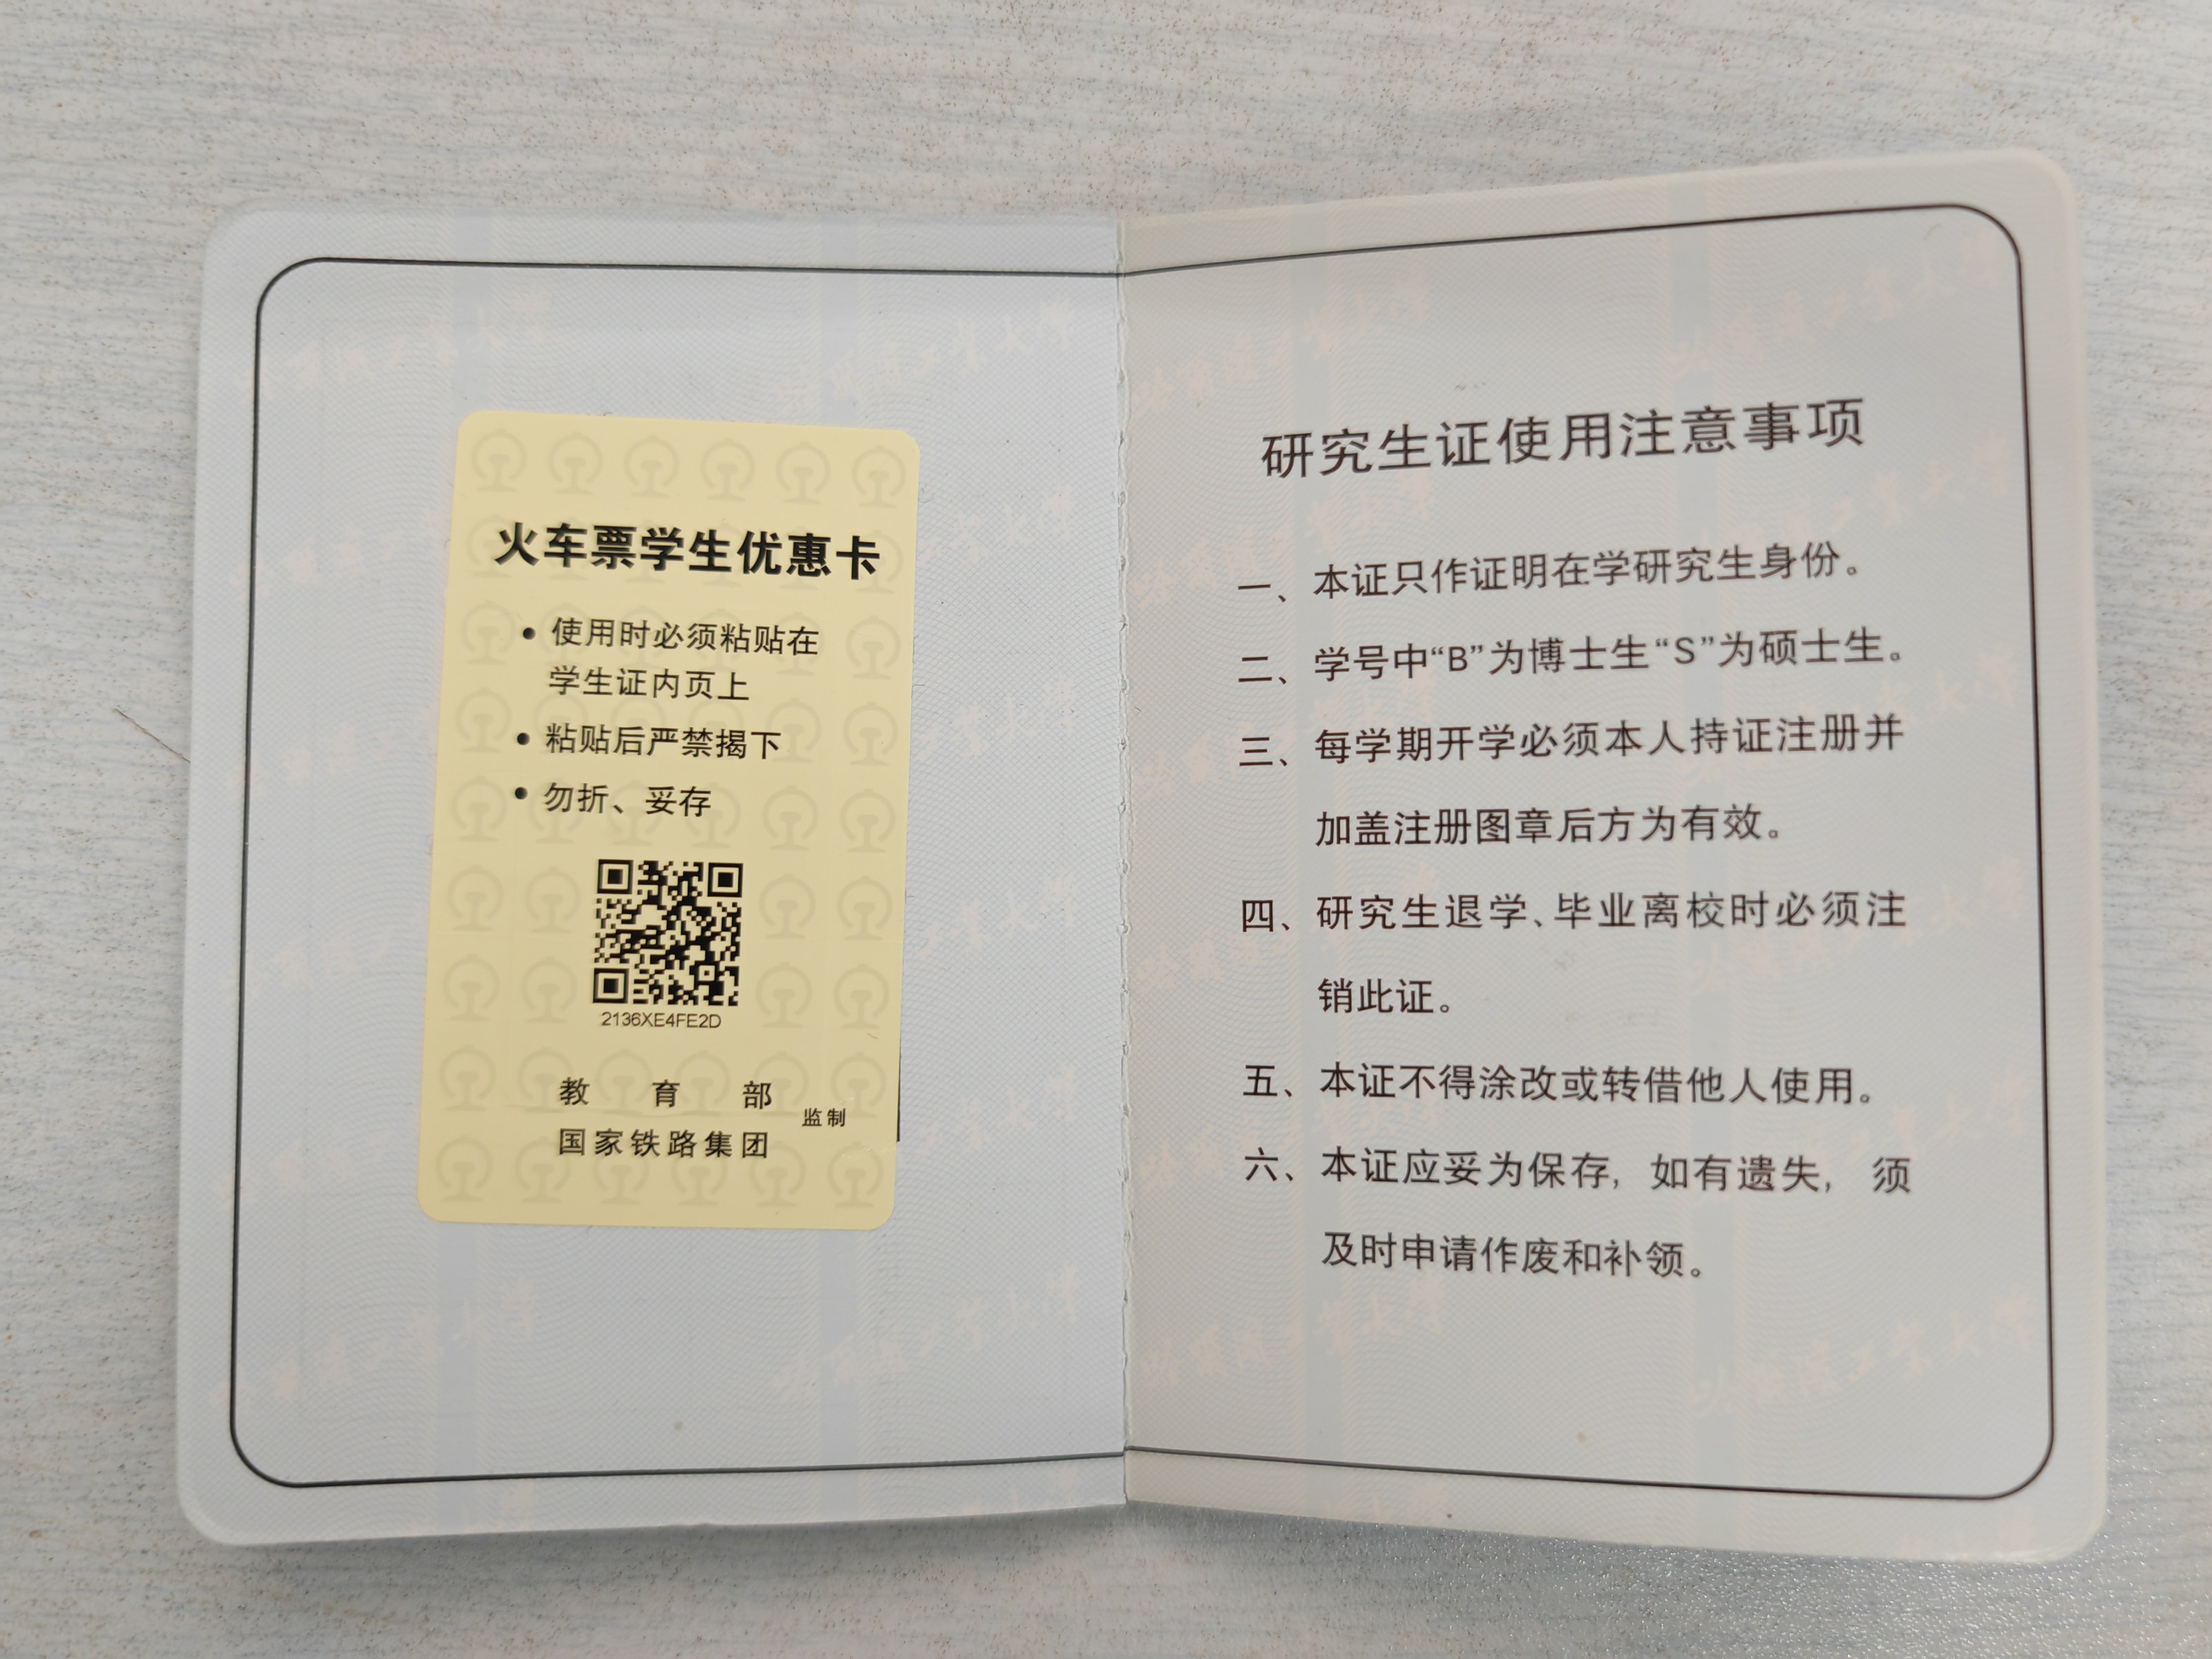 火车票学生优惠卡
• 使用时必须粘贴在
学生证内页上
• 粘贴后严禁揭下
• 勿折、妥存
2136XE4FE2D
教 育 部
监制
国家铁路集团
研究生证使用注意事项
一、本证只作证明在学研究生身份。
二、学号中“B”为博士生“S”为硕士生。
三、每学期开学必须本人持证注册并
加盖注册图章后方为有效。
四、研究生退学、毕业离校时必须注
销此证。
五、本证不得涂改或转借他人使用。
六、本证应妥为保存，如有遗失，须
及时申请作废和补领。